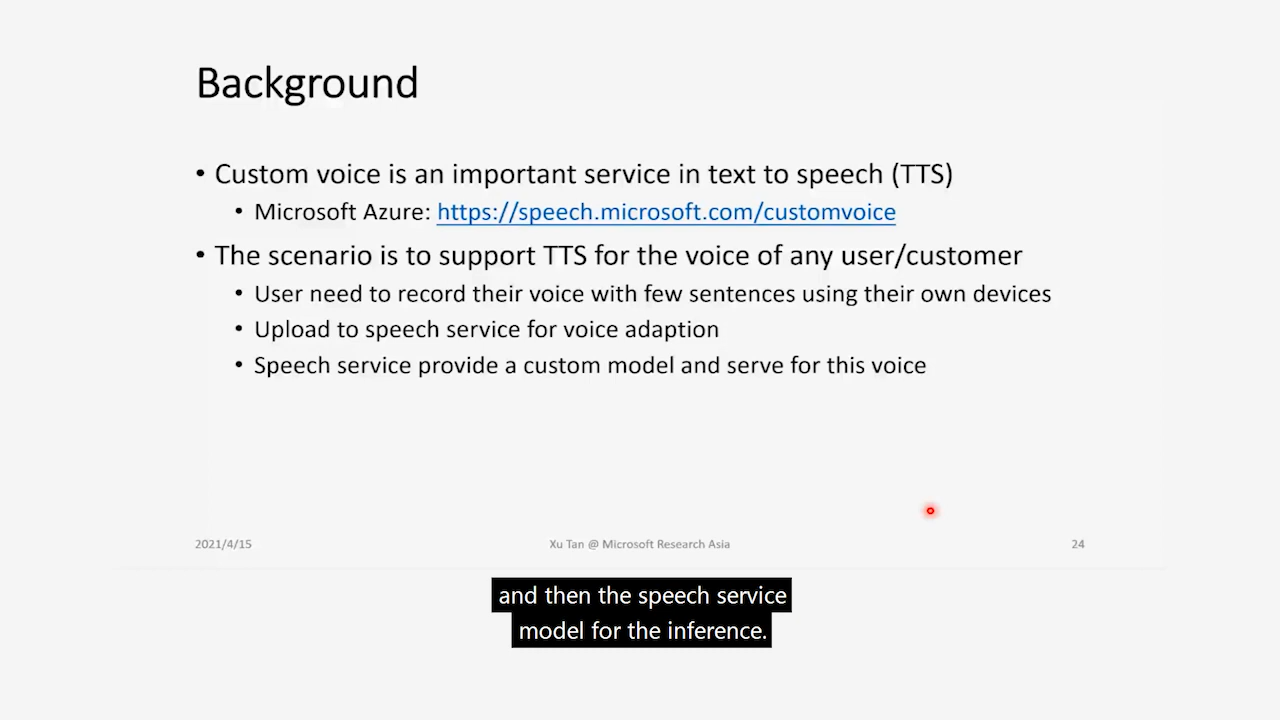 Background
• Custom voice is an important service in text to speech (TTS)
• Microsoft Azure: https://speech.microsoft.com/customvoice
• The scenario is to support TTS for the voice of any user/customer
• User need to record their voice with few sentences using their own devices
• Upload to speech service for voice adaption
• Speech service provide a custom model and serve for this voice
2021/4/15
Xu Tan @ Microsoft Research Asia
24
and then the speech service
model for the inference.